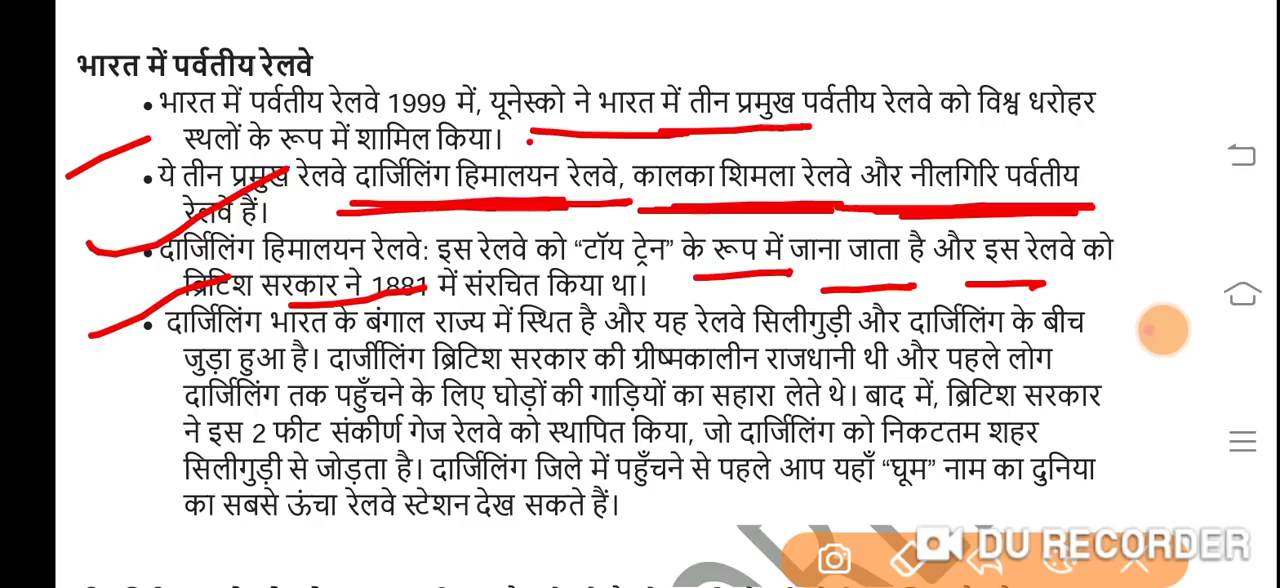 भारत में पर्वतीय रेलवे
• भारत में पर्वतीय रेलवे 1999 में, यूनेस्को ने भारत में तीन प्रमुख पर्वतीय रेलवे को विश्व धरोहर
स्थलों के रूप में शामिल किया।
• ये तीन प्रमुख रेलवे दार्जिलिंग हिमालयन रेलवे, कालका शिमला रेलवे और नीलगिरि पर्वतीय
रेलवे हैं।
• दार्जिलिंग हिमालयन रेलवे: इस रेलवे को “टॉय ट्रेन” के रूप में जाना जाता है और इस रेलवे को
ब्रिटिश सरकार ने 1881 में संरचित किया था।
• दार्जिलिंग भारत के बंगाल राज्य में स्थित है और यह रेलवे सिलीगुड़ी और दार्जिलिंग के बीच
जुड़ा हुआ है। दार्जीलिंग ब्रिटिश सरकार की ग्रीष्मकालीन राजधानी थी और पहले लोग
दार्जिलिंग तक पहुँचने के लिए घोड़ों की गाड़ियों का सहारा लेते थे। बाद में, ब्रिटिश सरकार
ने इस 2 फीट संकीर्ण गेज रेलवे को स्थापित किया, जो दार्जिलिंग को निकटतम शहर
सिलीगुड़ी से जोड़ता है। दार्जिलिंग जिले में पहुँचने से पहले आप यहाँ “घूम” नाम का दुनिया
का सबसे ऊंचा रेलवे स्टेशन देख सकते हैं।
DU RECORDER